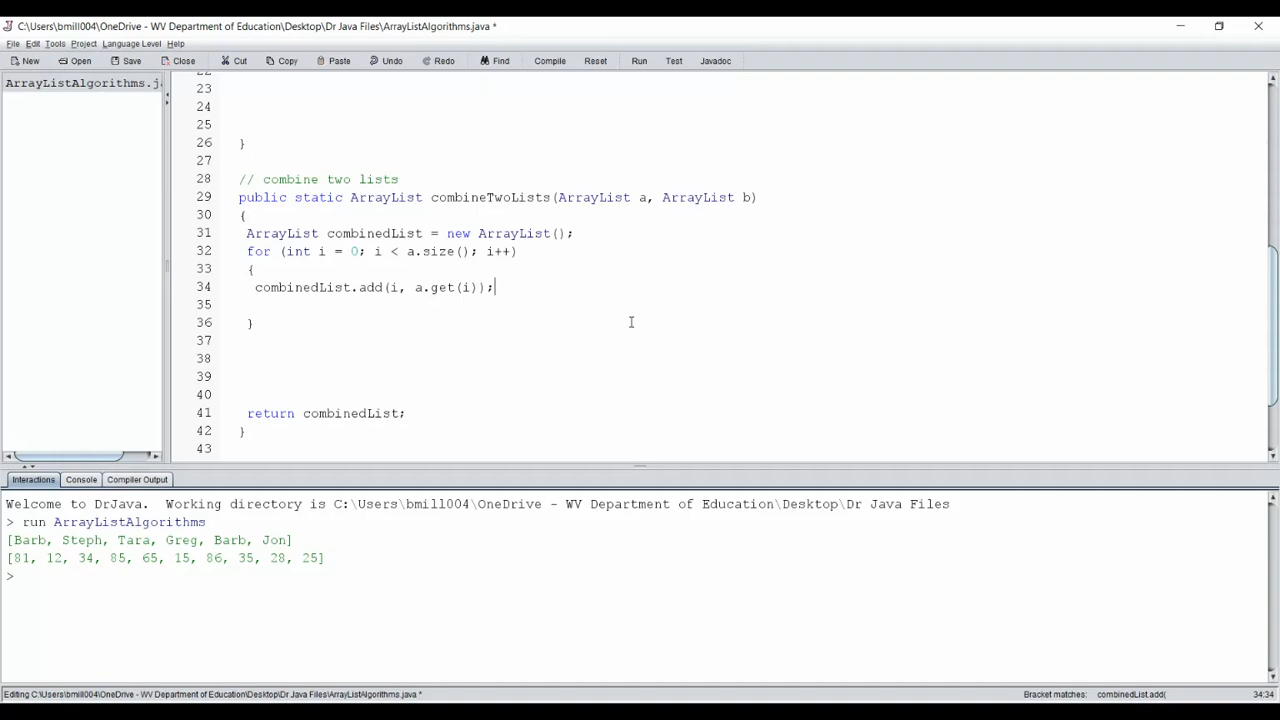 C:\Users\bmill004\OneDrive - WV Department of Education\Desktop\Dr Java Files\ArrayListAlgorithms.java *
File Edit Tools Project Language Level Help
New Open Save Close Cut Copy Paste Undo Redo Find Compile Reset Run Test Javadoc
ArrayListAlgorithms.j
22
23
24
25
26 }
27
28 // combine two lists
29 public static ArrayList combineTwoLists(ArrayList a, ArrayList b)
30 {
31 ArrayList combinedList = new ArrayList();
32 for (int i = 0; i < a.size(); i++)
33 {
34 combinedList.add(i, a.get(i));
35
36 }
37
38
39
40
41 return combinedList;
42 }
43
Interactions Console Compiler Output
Welcome to DrJava. Working directory is C:\Users\bmill004\OneDrive - WV Department of Education\Desktop\Dr Java Files
> run ArrayListAlgorithms
[Barb, Steph, Tara, Greg, Barb, Jon]
[81, 12, 34, 85, 65, 15, 86, 35, 28, 25]
>
Editing C:\Users\bmill004\OneDrive - WV Department of Education\Desktop\Dr Java Files\ArrayListAlgorithms.java * Bracket matches: combinedList.add( 34:34